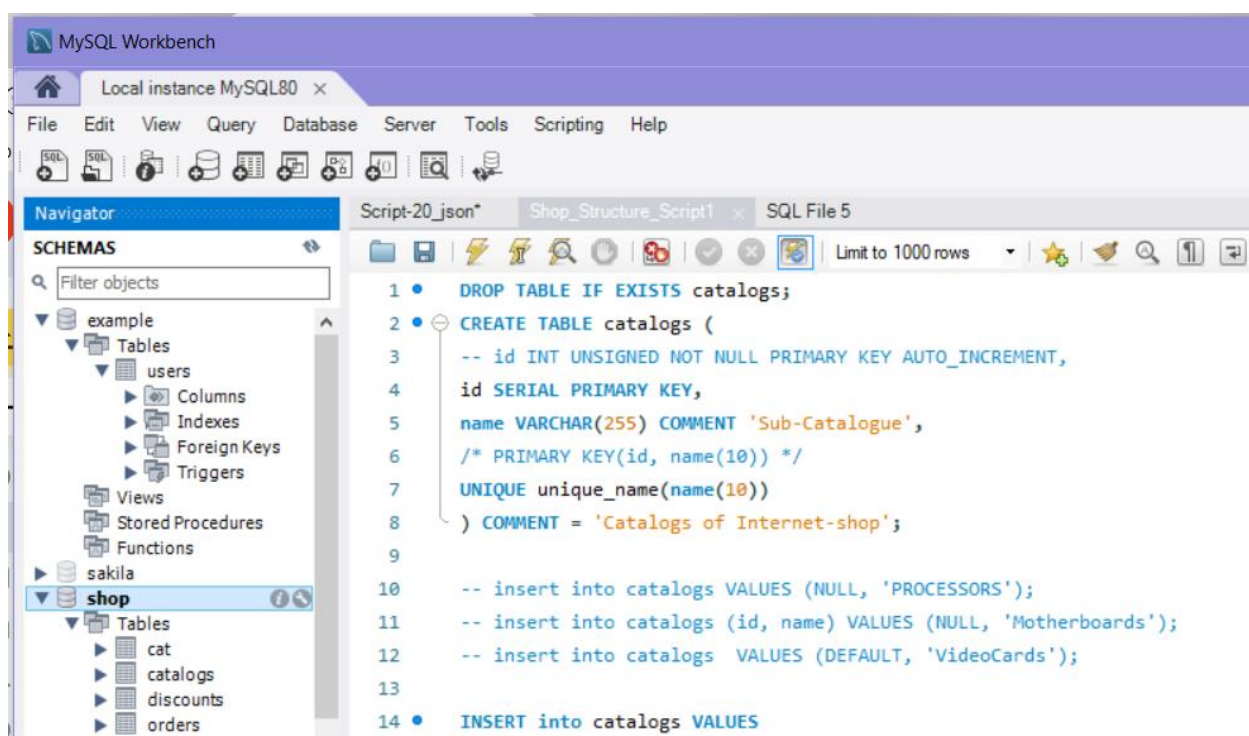 MySQL Workbench
Local instance MySQL80 ×
File Edit View Query Database Server Tools Scripting Help
Navigator
SCHEMAS
Filter objects
example
Tables
users
Columns
Indexes
Foreign Keys
Triggers
Views
Stored Procedures
Functions
sakila
shop
Tables
cat
catalogs
discounts
orders
Script-20_json* Shop_Structure_Script1 × SQL File 5
Limit to 1000 rows
1 DROP TABLE IF EXISTS catalogs;
2 CREATE TABLE catalogs (
3 -- id INT UNSIGNED NOT NULL PRIMARY KEY AUTO_INCREMENT,
4 id SERIAL PRIMARY KEY,
5 name VARCHAR(255) COMMENT 'Sub-Catalogue',
6 /* PRIMARY KEY(id, name(10)) */
7 UNIQUE unique_name(name(10))
8 ) COMMENT = 'Catalogs of Internet-shop';
9
10 -- insert into catalogs VALUES (NULL, 'PROCESSORS');
11 -- insert into catalogs (id, name) VALUES (NULL, 'Motherboards');
12 -- insert into catalogs  VALUES (DEFAULT, 'VideoCards');
13
14 INSERT into catalogs VALUES